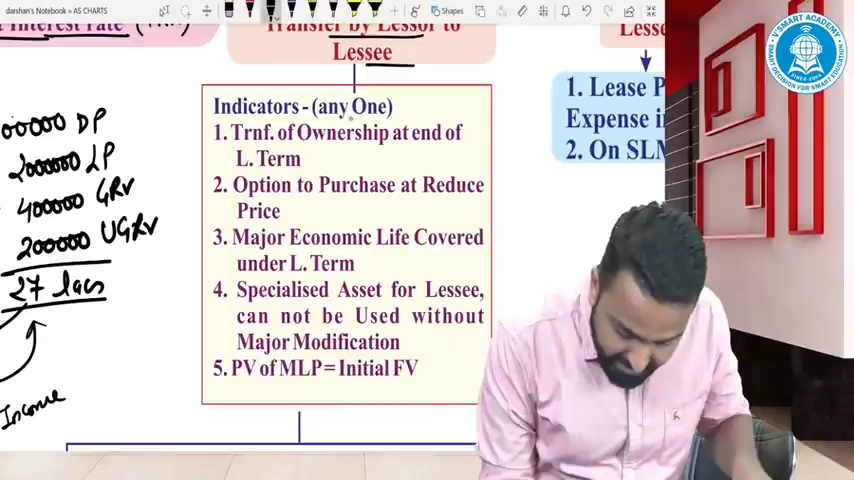 darshan's Notebook » AS CHARTS
Shapes
Interest Rate
Transfer by Lessor to
Lessee
Indicators - (any One)
1. Trnf. of Ownership at end of
L. Term
2. Option to Purchase at Reduce
Price
3. Major Economic Life Covered
under L. Term
4. Specialised Asset for Lessee,
can not be Used without
Major Modification
5. PV of MLP = Initial FV
00000 DP
2000000 LP
400000 GRV
200000 UGRV
27 lacs
Income
Lesse
1. Lease P
Expense in
2. On SLM
V'SMART ACADEMY
SINCE-2005
SMART DECISION FOR SMART EDUCATION